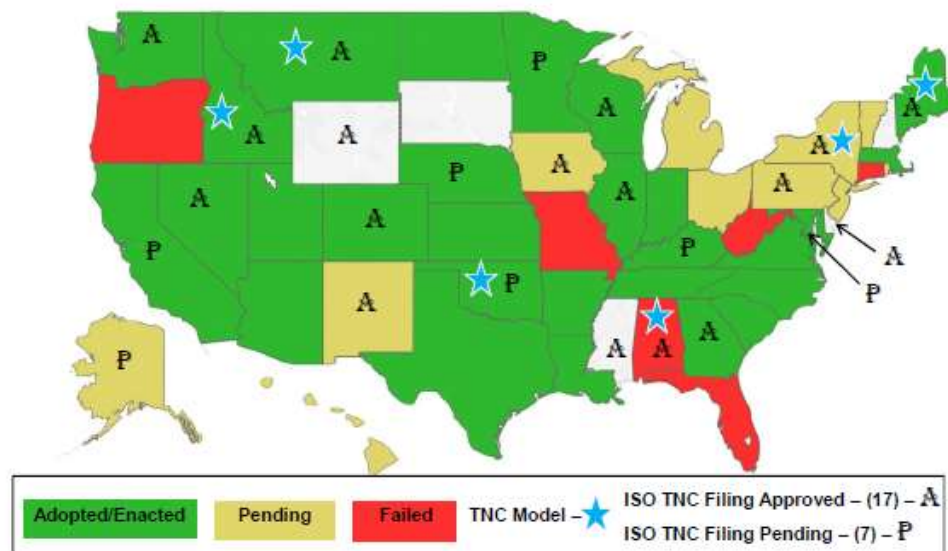 A
A
P
A
A
A
A
A
P
A
A
A
A
A
P
P
A
P
P
A
A
A
A
P
Adopted/Enacted
Pending
Failed
TNC Model –
ISO TNC Filing Approved – (17) – A
ISO TNC Filing Pending – (7) – P